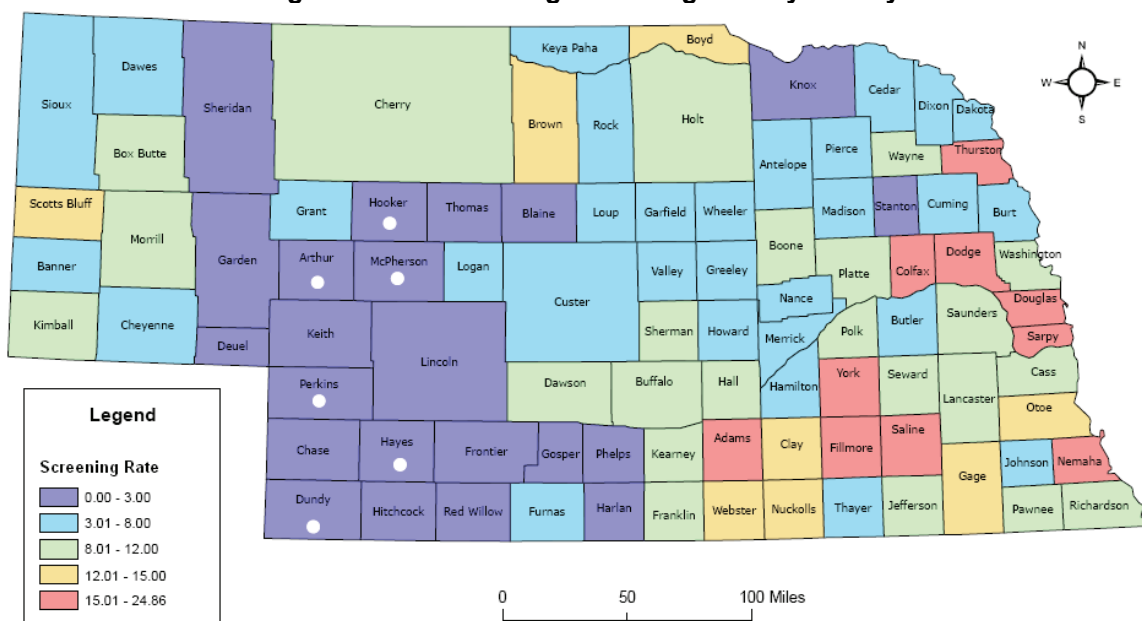 Keya Paha
Boyd
Dawes
Knox
Cedar
Sioux
Sheridan
Cherry
Dixon
Dakota
Brown
Rock
Holt
Box Butte
Pierce
Wayne
Thurston
Antelope
Scotts Bluff
Grant
Hooker
Thomas
Blaine
Loup
Garfield
Wheeler
Madison
Stanton
Cuming
Burt
Morrill
Boone
Garden
Arthur
McPherson
Logan
Banner
Custer
Valley
Greeley
Platte
Colfax
Dodge
Washington
Nance
Douglas
Kimball
Cheyenne
Keith
Sherman
Howard
Merrick
Polk
Butler
Saunders
Sarpy
Deuel
Lincoln
Perkins
Dawson
Buffalo
Hall
Hamilton
York
Seward
Cass
Lancaster
Otoe
Chase
Hayes
Frontier
Gosper
Phelps
Kearney
Adams
Clay
Fillmore
Saline
Gage
Johnson
Nemaha
Dundy
Hitchcock
Red Willow
Furnas
Harlan
Franklin
Webster
Nuckolls
Thayer
Jefferson
Pawnee
Richardson
N
W
E
S
Legend
Screening Rate
0.00 - 3.00
3.01 - 8.00
8.01 - 12.00
12.01 - 15.00
15.01 - 24.86
0
50
100 Miles